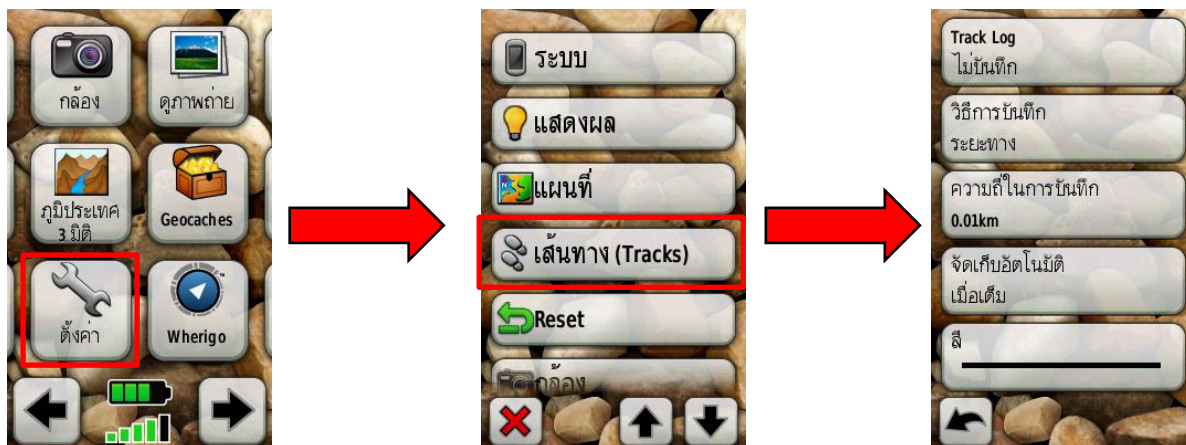 กล้อง
ดูภาพถ่าย
ภูมิประเทศ
3 มิติ
Geocaches
ตั้งค่า
Wherigo
ระบบ
แสดงผล
แผนที่
เส้นทาง (Tracks)
Reset
กล้อง
Track Log
ไม่บันทึก
วิธีการบันทึก
ระยะทาง
ความถี่ในการบันทึก
0.01km
จัดเก็บอัตโนมัติ
เมื่อเต็ม
สี